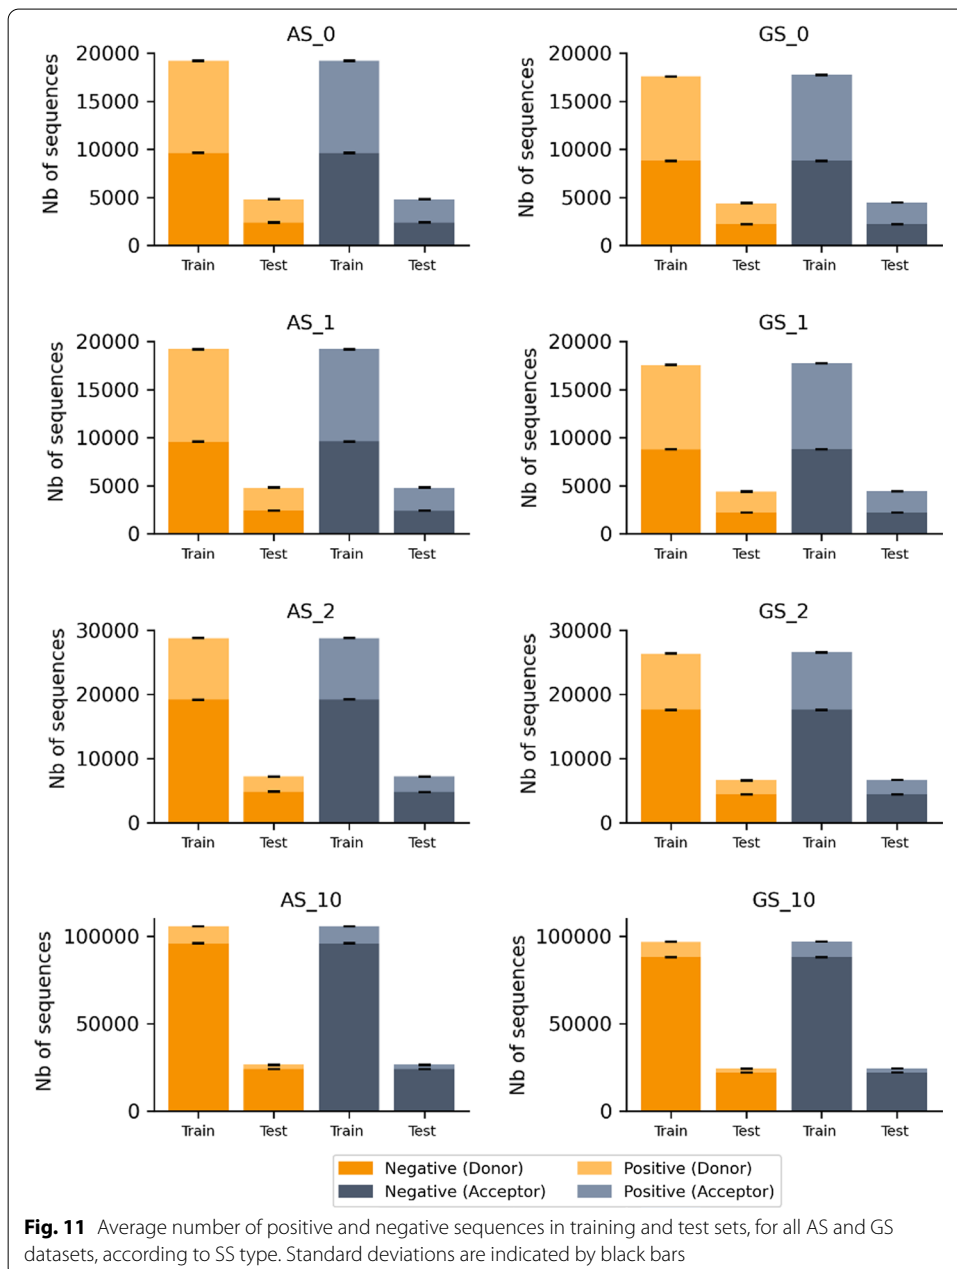 AS_0
Nb of sequences
20000
15000
10000
5000
0
Train Test Train Test
GS_0
Nb of sequences
20000
15000
10000
5000
0
Train Test Train Test
AS_1
Nb of sequences
20000
15000
10000
5000
0
Train Test Train Test
GS_1
Nb of sequences
20000
15000
10000
5000
0
Train Test Train Test
AS_2
Nb of sequences
30000
20000
10000
0
Train Test Train Test
GS_2
Nb of sequences
30000
20000
10000
0
Train Test Train Test
AS_10
Nb of sequences
100000
50000
0
Train Test Train Test
GS_10
Nb of sequences
100000
50000
0
Train Test Train Test
Negative (Donor) Positive (Donor)
Negative (Acceptor) Positive (Acceptor)
Fig. 11 Average number of positive and negative sequences in training and test sets, for all AS and GS
datasets, according to SS type. Standard deviations are indicated by black bars